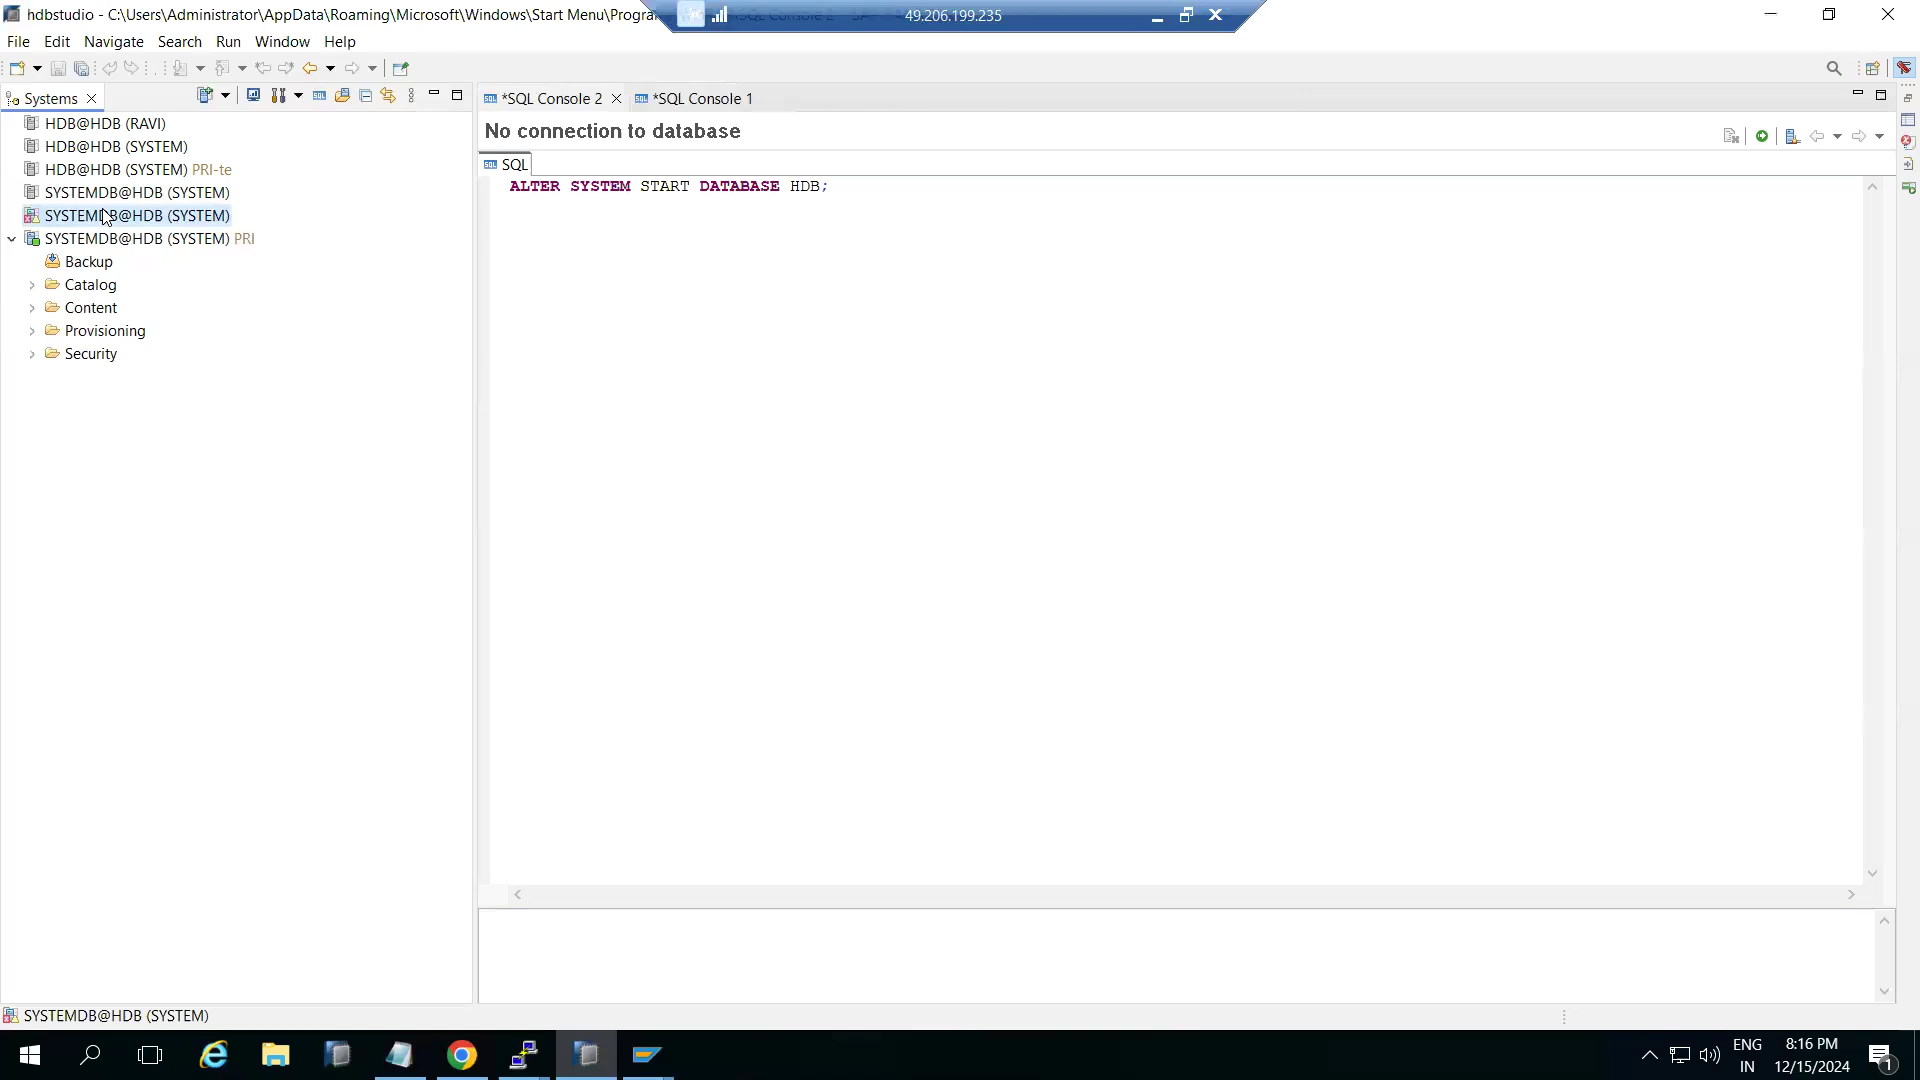 hdbstudio - C:\Users\Administrator\AppData\Roaming\Microsoft\Windows\Start Menu\Progra
49.206.199.235
File Edit Navigate Search Run Window Help
Systems
*SQL Console 2
*SQL Console 1
HDB@HDB (RAVI)
HDB@HDB (SYSTEM)
HDB@HDB (SYSTEM) PRI-te
SYSTEMDB@HDB (SYSTEM)
SYSTEMDB@HDB (SYSTEM)
SYSTEMDB@HDB (SYSTEM) PRI
Backup
Catalog
Content
Provisioning
Security
No connection to database
SQL
ALTER SYSTEM START DATABASE HDB;
SYSTEMDB@HDB (SYSTEM)
ENG
IN
8:16 PM
12/15/2024
1